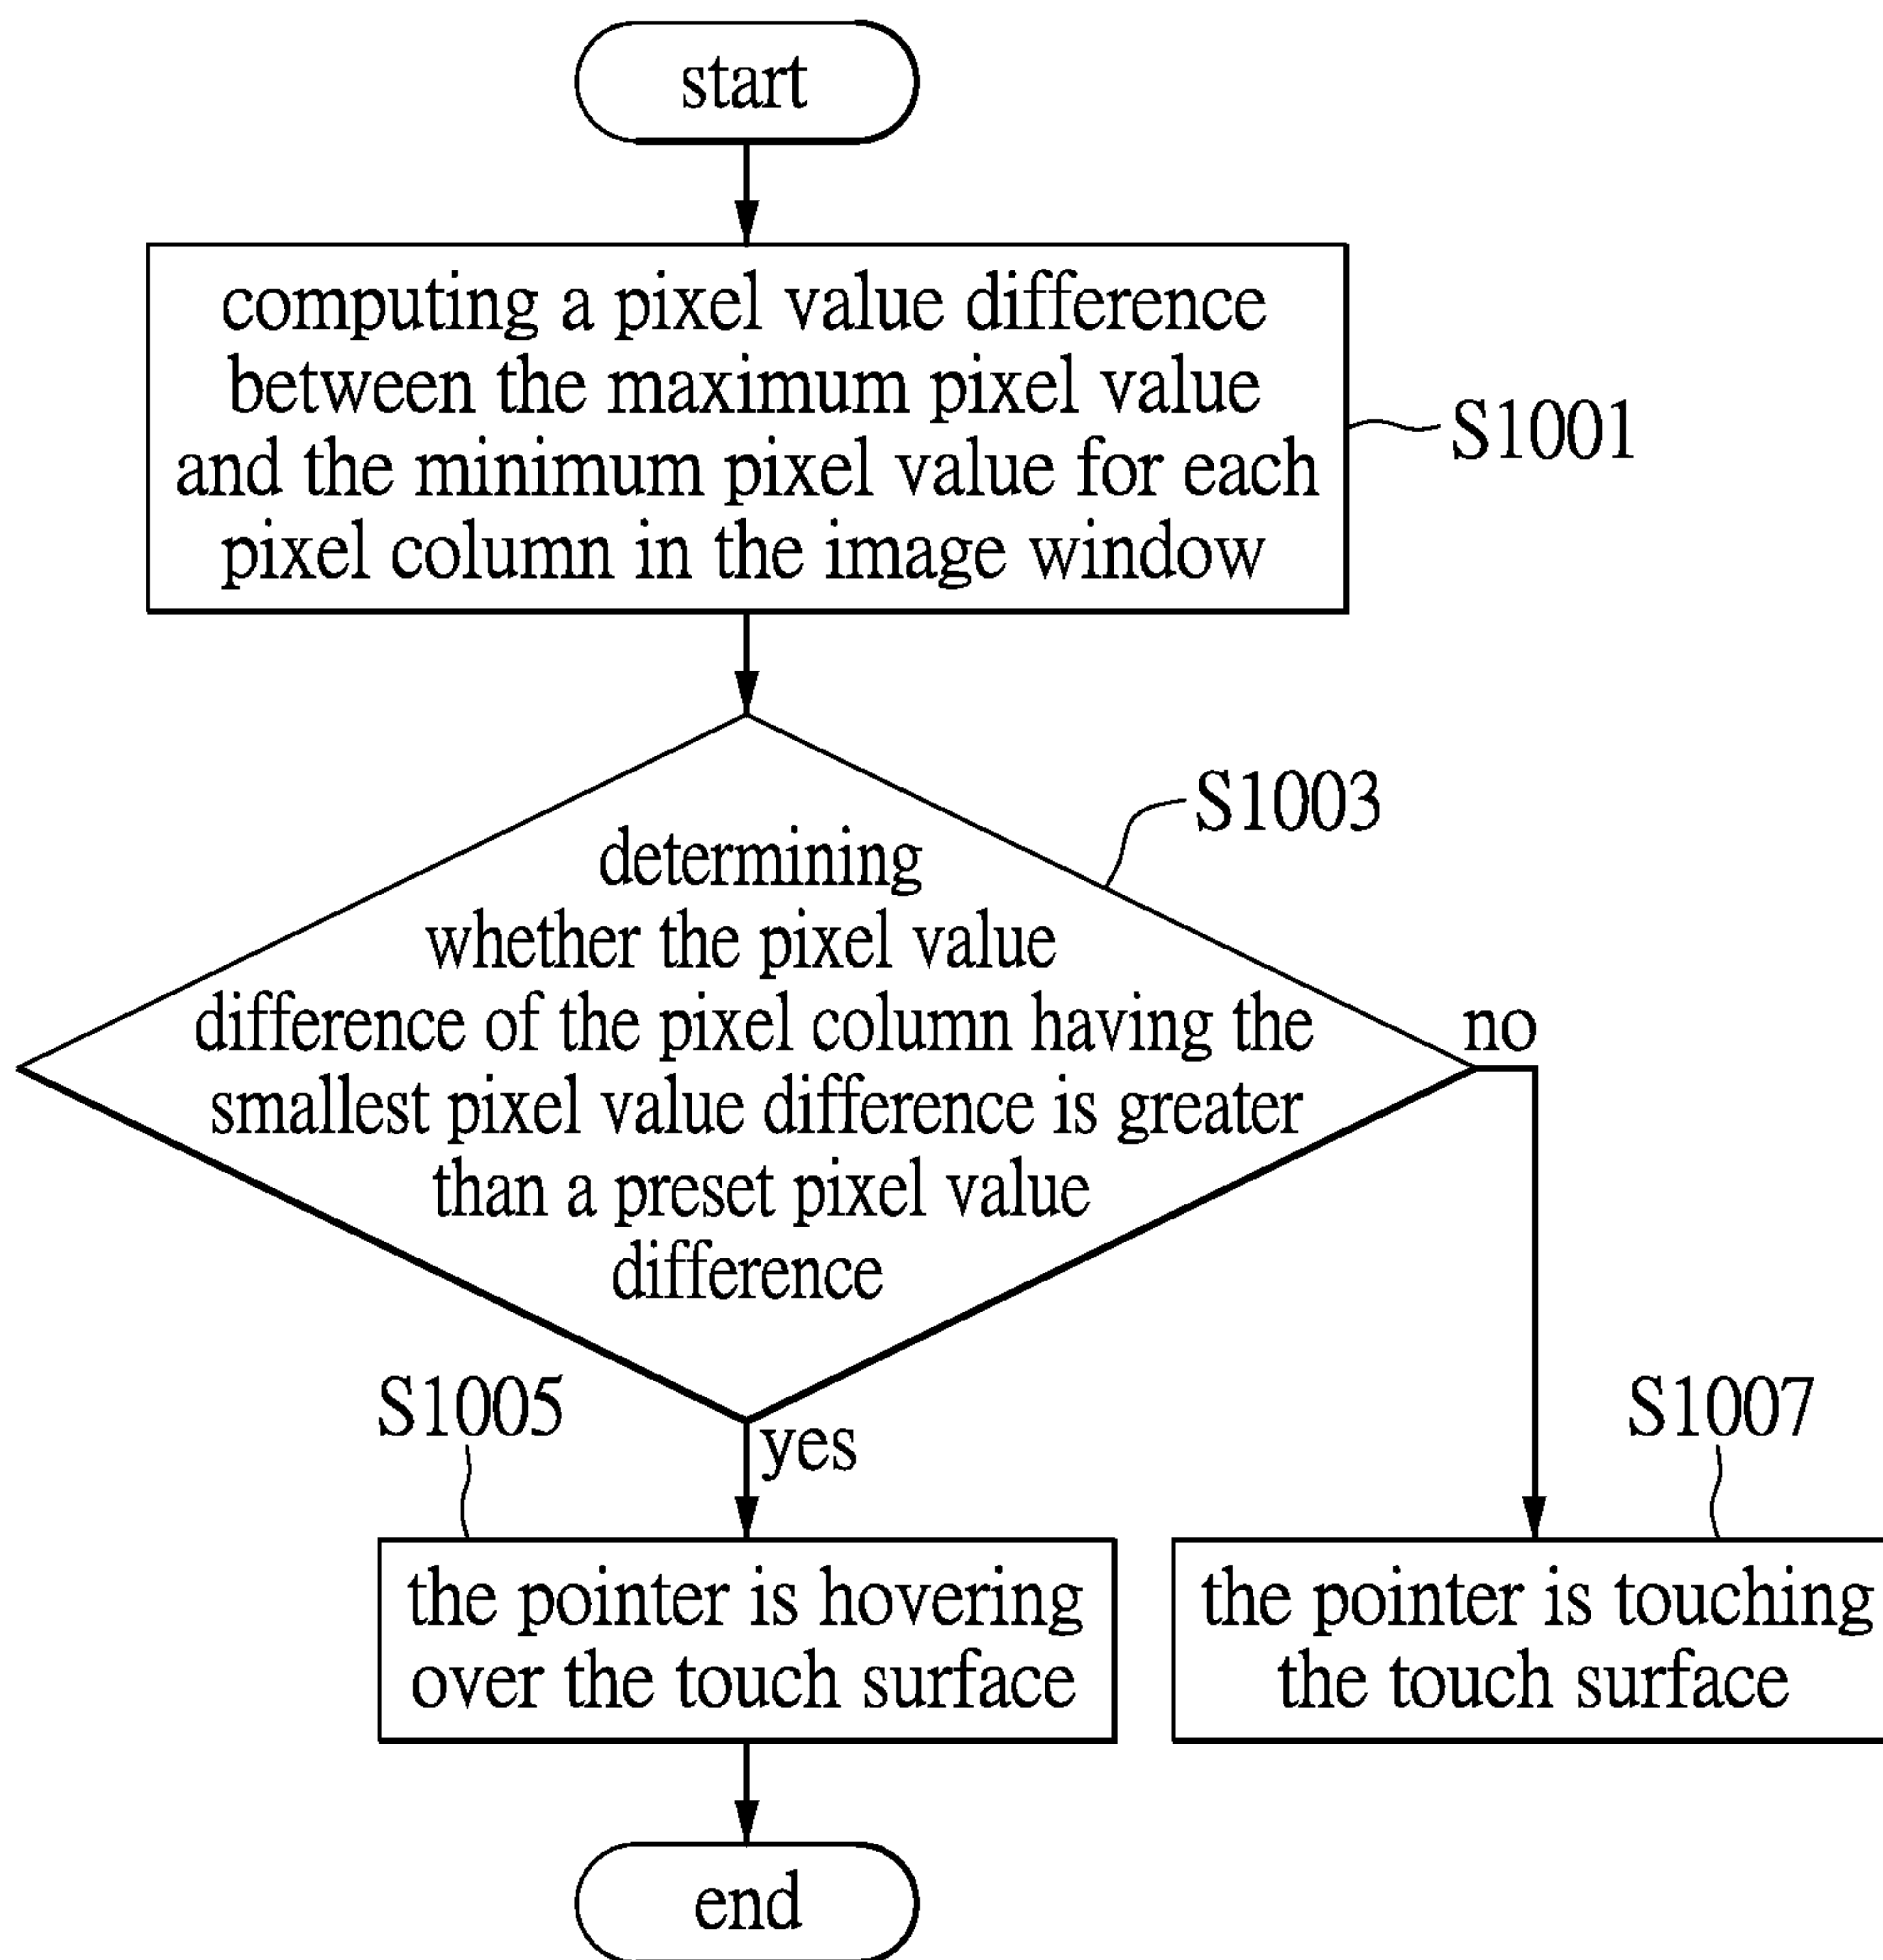 start
computing a pixel value difference
between the maximum pixel value
and the minimum pixel value for each
pixel column in the image window
S1001
S1003
determining
whether the pixel value
difference of the pixel column having the
smallest pixel value difference is greater
than a preset pixel value
difference
no
yes
S1005
the pointer is hovering
over the touch surface
S1007
the pointer is touching
the touch surface
end